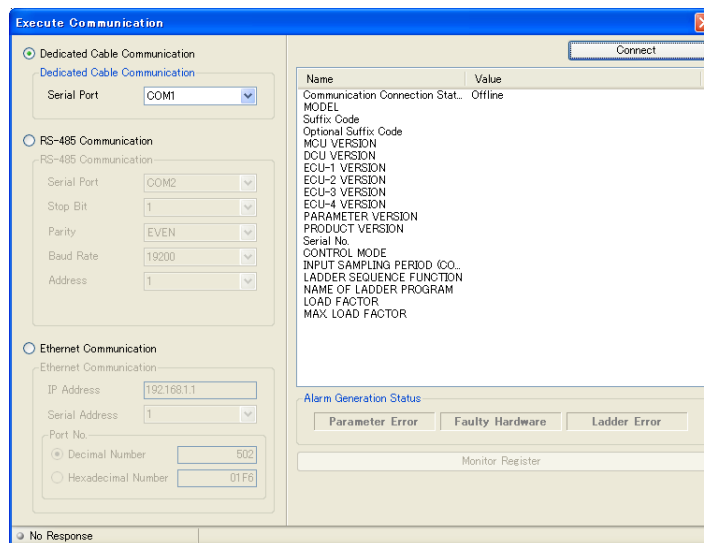 Execute Communication
Dedicated Cable Communication
Dedicated Cable Communication
Serial Port COM1
RS-485 Communication
RS-485 Communication
Serial Port COM2
Stop Bit 1
Parity EVEN
Baud Rate 19200
Address 1
Ethernet Communication
Ethernet Communication
IP Address 192.168.1.1
Serial Address 1
Port No.
Decimal Number 502
Hexadecimal Number 01F6
Connect
Name Value
Communication Connection Stat... Offline
MODEL
Suffix Code
Optional Suffix Code
MCU VERSION
DCU VERSION
ECU-1 VERSION
ECU-2 VERSION
ECU-3 VERSION
ECU-4 VERSION
PARAMETER VERSION
PRODUCT VERSION
Serial No.
CONTROL MODE
INPUT SAMPLING PERIOD (CO...
LADDER SEQUENCE FUNCTION
NAME OF LADDER PROGRAM
LOAD FACTOR
MAX. LOAD FACTOR
Alarm Generation Status
Parameter Error Faulty Hardware Ladder Error
Monitor Register
No Response